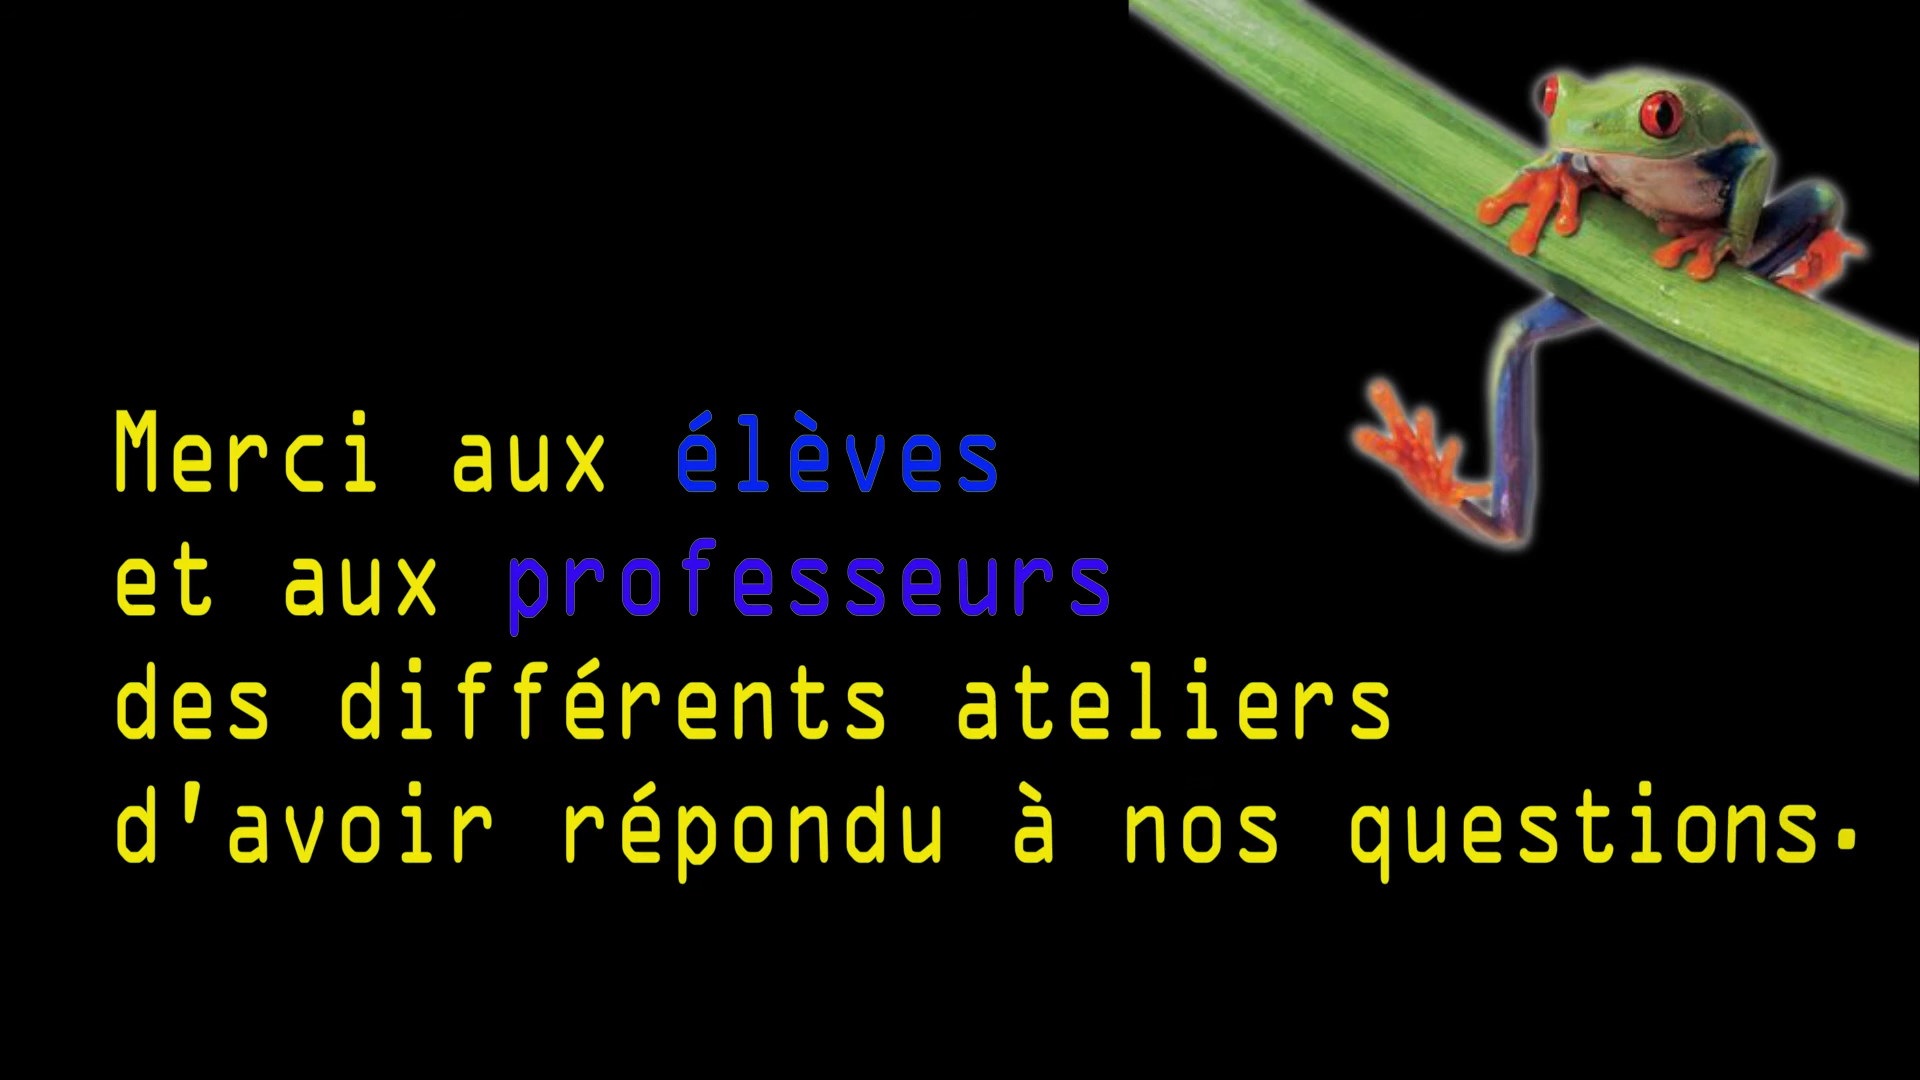 Merci aux élèves
et aux professeurs
des différents ateliers
d'avoir répondu à nos questions.